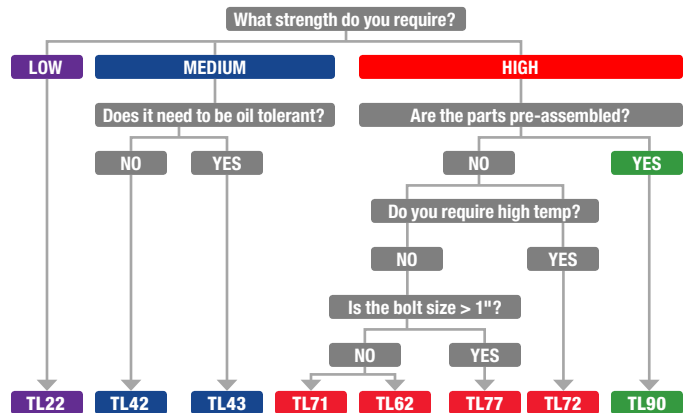 What strength do you require?
LOW
MEDIUM
HIGH
Does it need to be oil tolerant?
Are the parts pre-assembled?
NO
YES
NO
YES
Do you require high temp?
NO
YES
Is the bolt size > 1"?
NO
YES
TL22
TL42
TL43
TL71
TL62
TL77
TL72
TL90